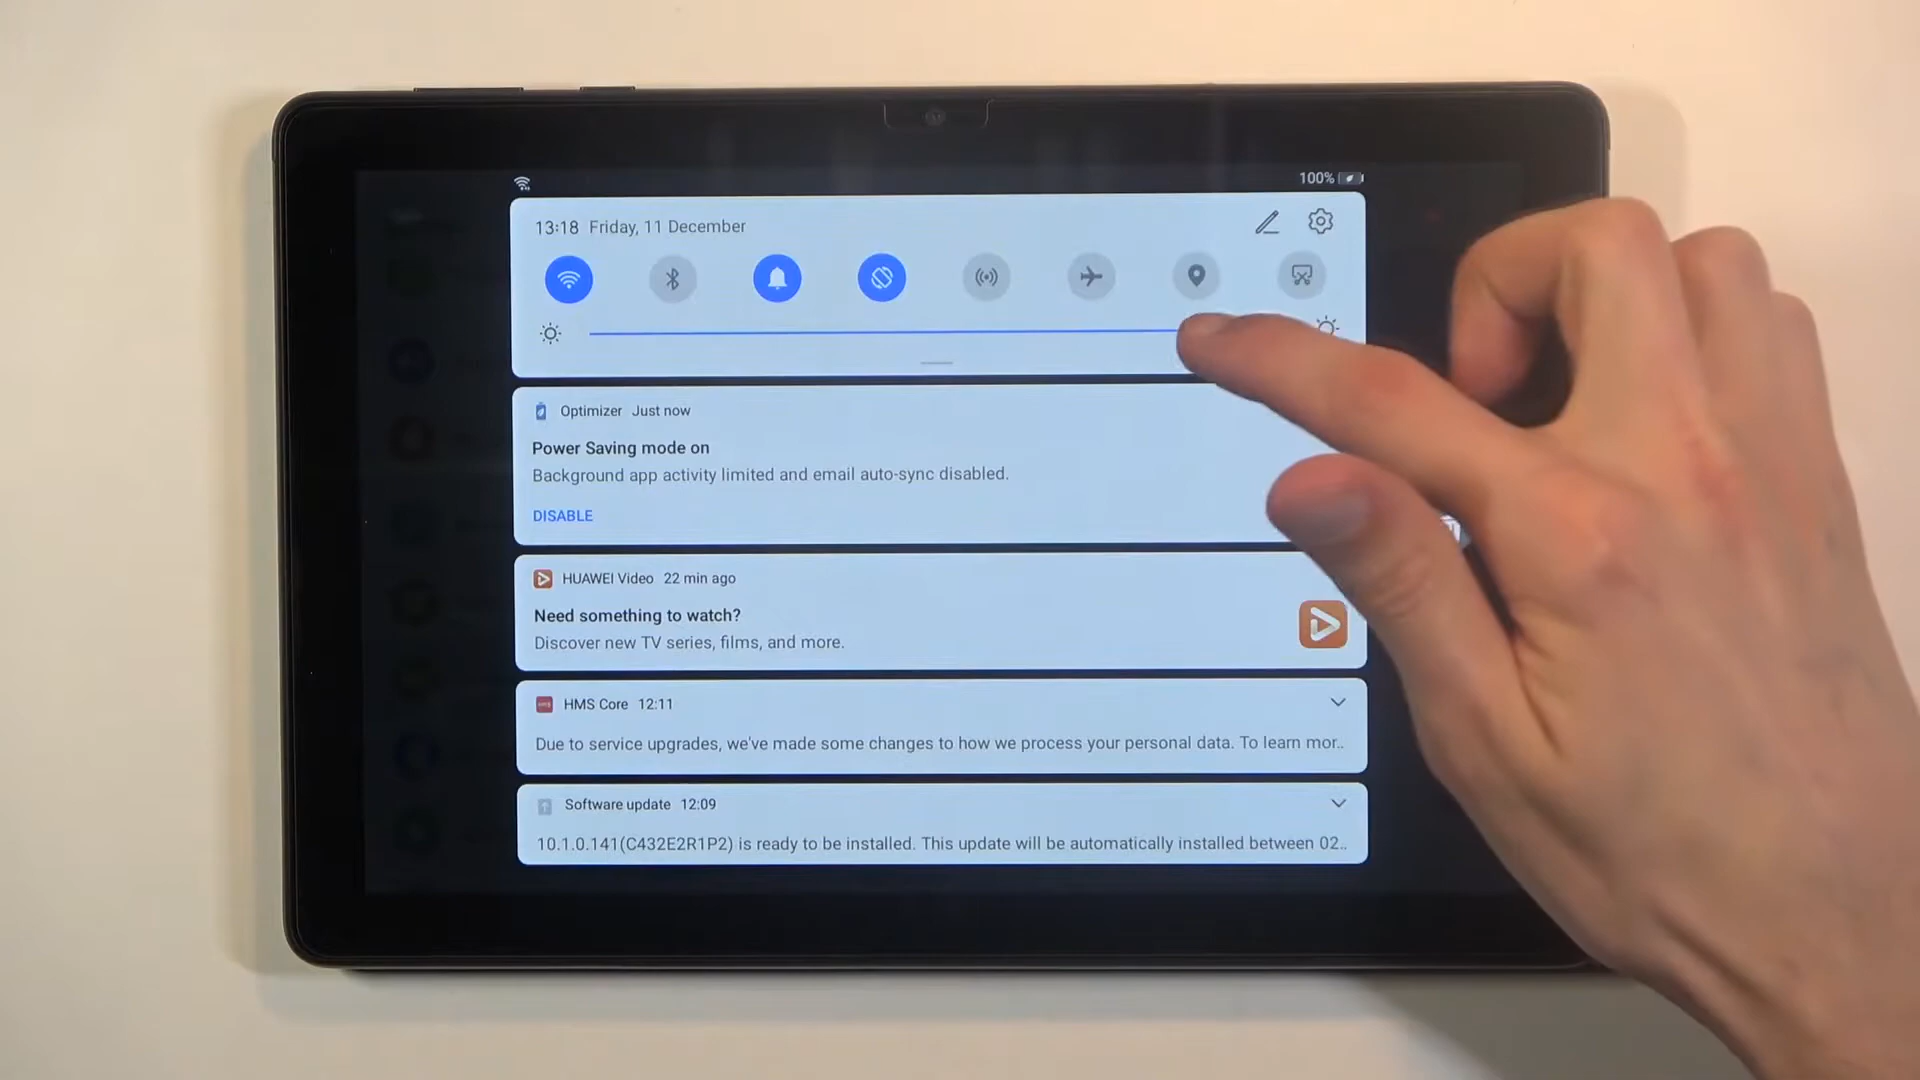 100%
13:18 Friday, 11 December
Optimizer Just now
Power Saving mode on
Background app activity limited and email auto-sync disabled.
DISABLE
HUAWEI Video 22 min ago
Need something to watch?
Discover new TV series, films, and more.
HMS Core 12:11
Due to service upgrades, we've made some changes to how we process your personal data. To learn mor..
Software update 12:09
10.1.0.141(C432E2R1P2) is ready to be installed. This update will be automatically installed between 02..